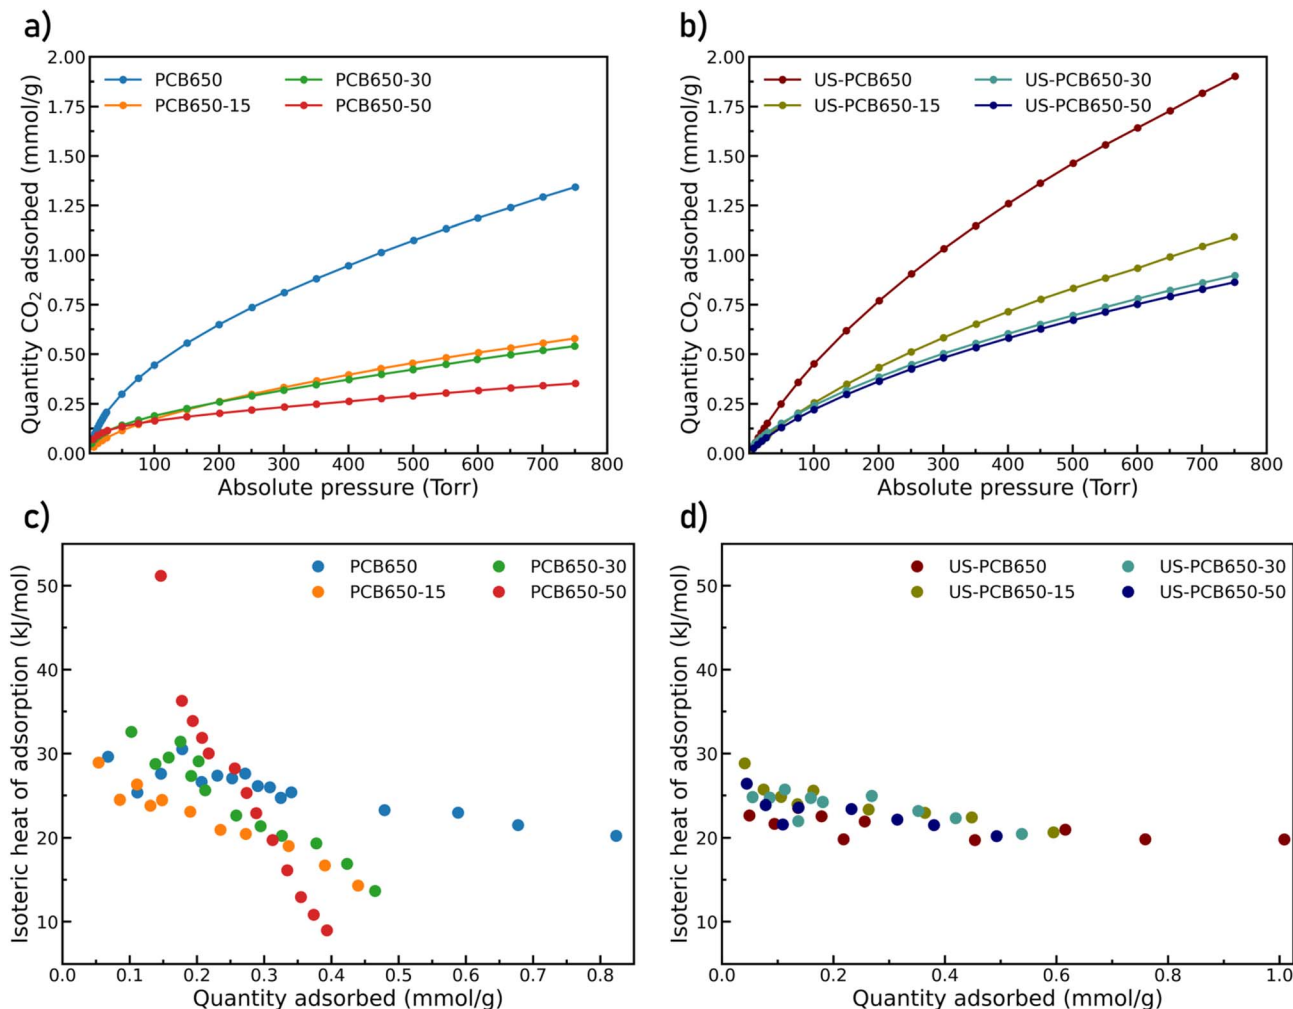 a)
2.00
1.75
1.50
1.25
1.00
0.75
0.50
0.25
0.00
Quantity CO2 adsorbed (mmol/g)
PCB650
PCB650-15
PCB650-30
PCB650-50
100 200 300 400 500 600 700 800
Absolute pressure (Torr)
b)
2.00
1.75
1.50
1.25
1.00
0.75
0.50
0.25
0.00
Quantity CO2 adsorbed (mmol/g)
US-PCB650
US-PCB650-15
US-PCB650-30
US-PCB650-50
100 200 300 400 500 600 700 800
Absolute pressure (Torr)
c)
50
40
30
20
10
Isoteric heat of adsorption (kJ/mol)
PCB650
PCB650-15
PCB650-30
PCB650-50
0.0 0.1 0.2 0.3 0.4 0.5 0.6 0.7 0.8
Quantity adsorbed (mmol/g)
d)
50
40
30
20
10
Isoteric heat of adsorption (kJ/mol)
US-PCB650
US-PCB650-15
US-PCB650-30
US-PCB650-50
0.0 0.2 0.4 0.6 0.8 1.0
Quantity adsorbed (mmol/g)